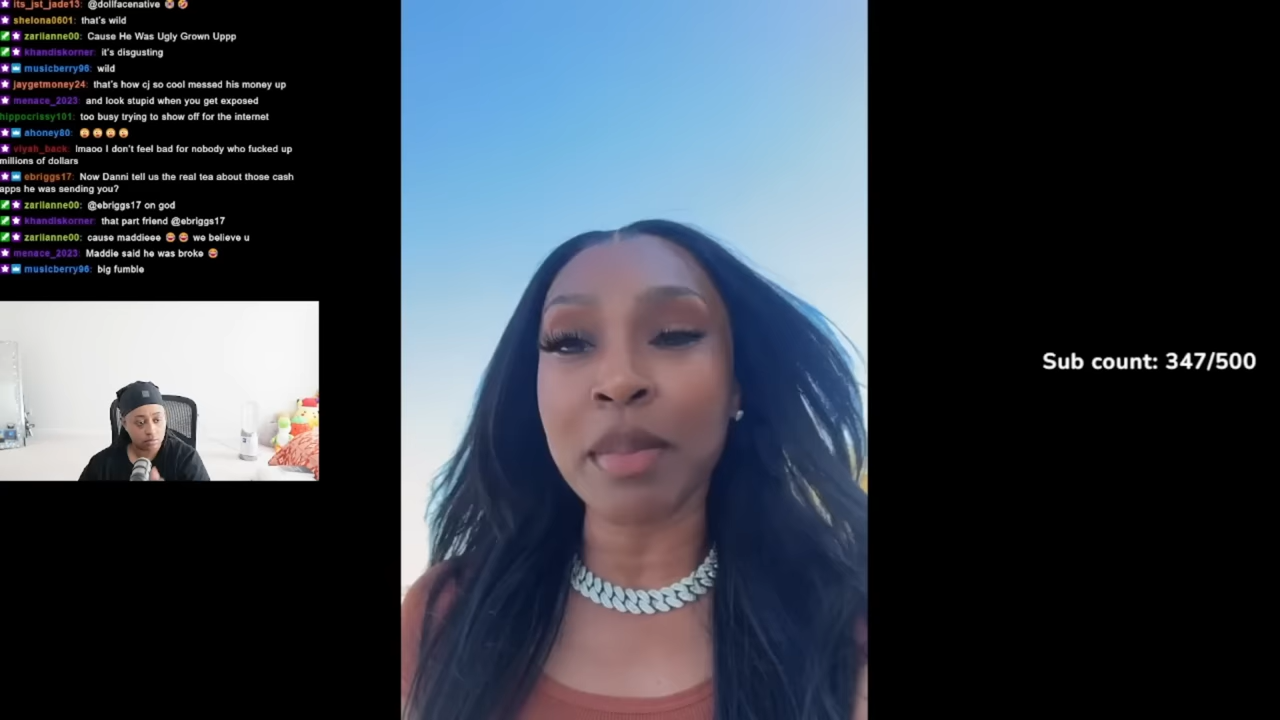 its_jst_jade13: @dollfacenative
shelona0601: that's wild
zarlianne00: Cause He Was Ugly Grown Uppp
khandiskorner: it's disgusting
musicberry96: wild
jaygetmoney24: that's how cj so cool messed his money up
menace_2023: and look stupid when you get exposed
hippocrissy101: too busy trying to show off for the internet
ahoney80:
viyah_back: lmaoo I don't feel bad for nobody who fucked up
millions of dollars
ebriggs17: Now Danni tell us the real tea about those cash
apps he was sending you?
zarlianne00: @ebriggs17 on god
khandiskorner: that part friend @ebriggs17
zarlianne00: cause maddieee we believe u
menace_2023: Maddie said he was broke
musicberry96: big fumble
Sub count: 347/500